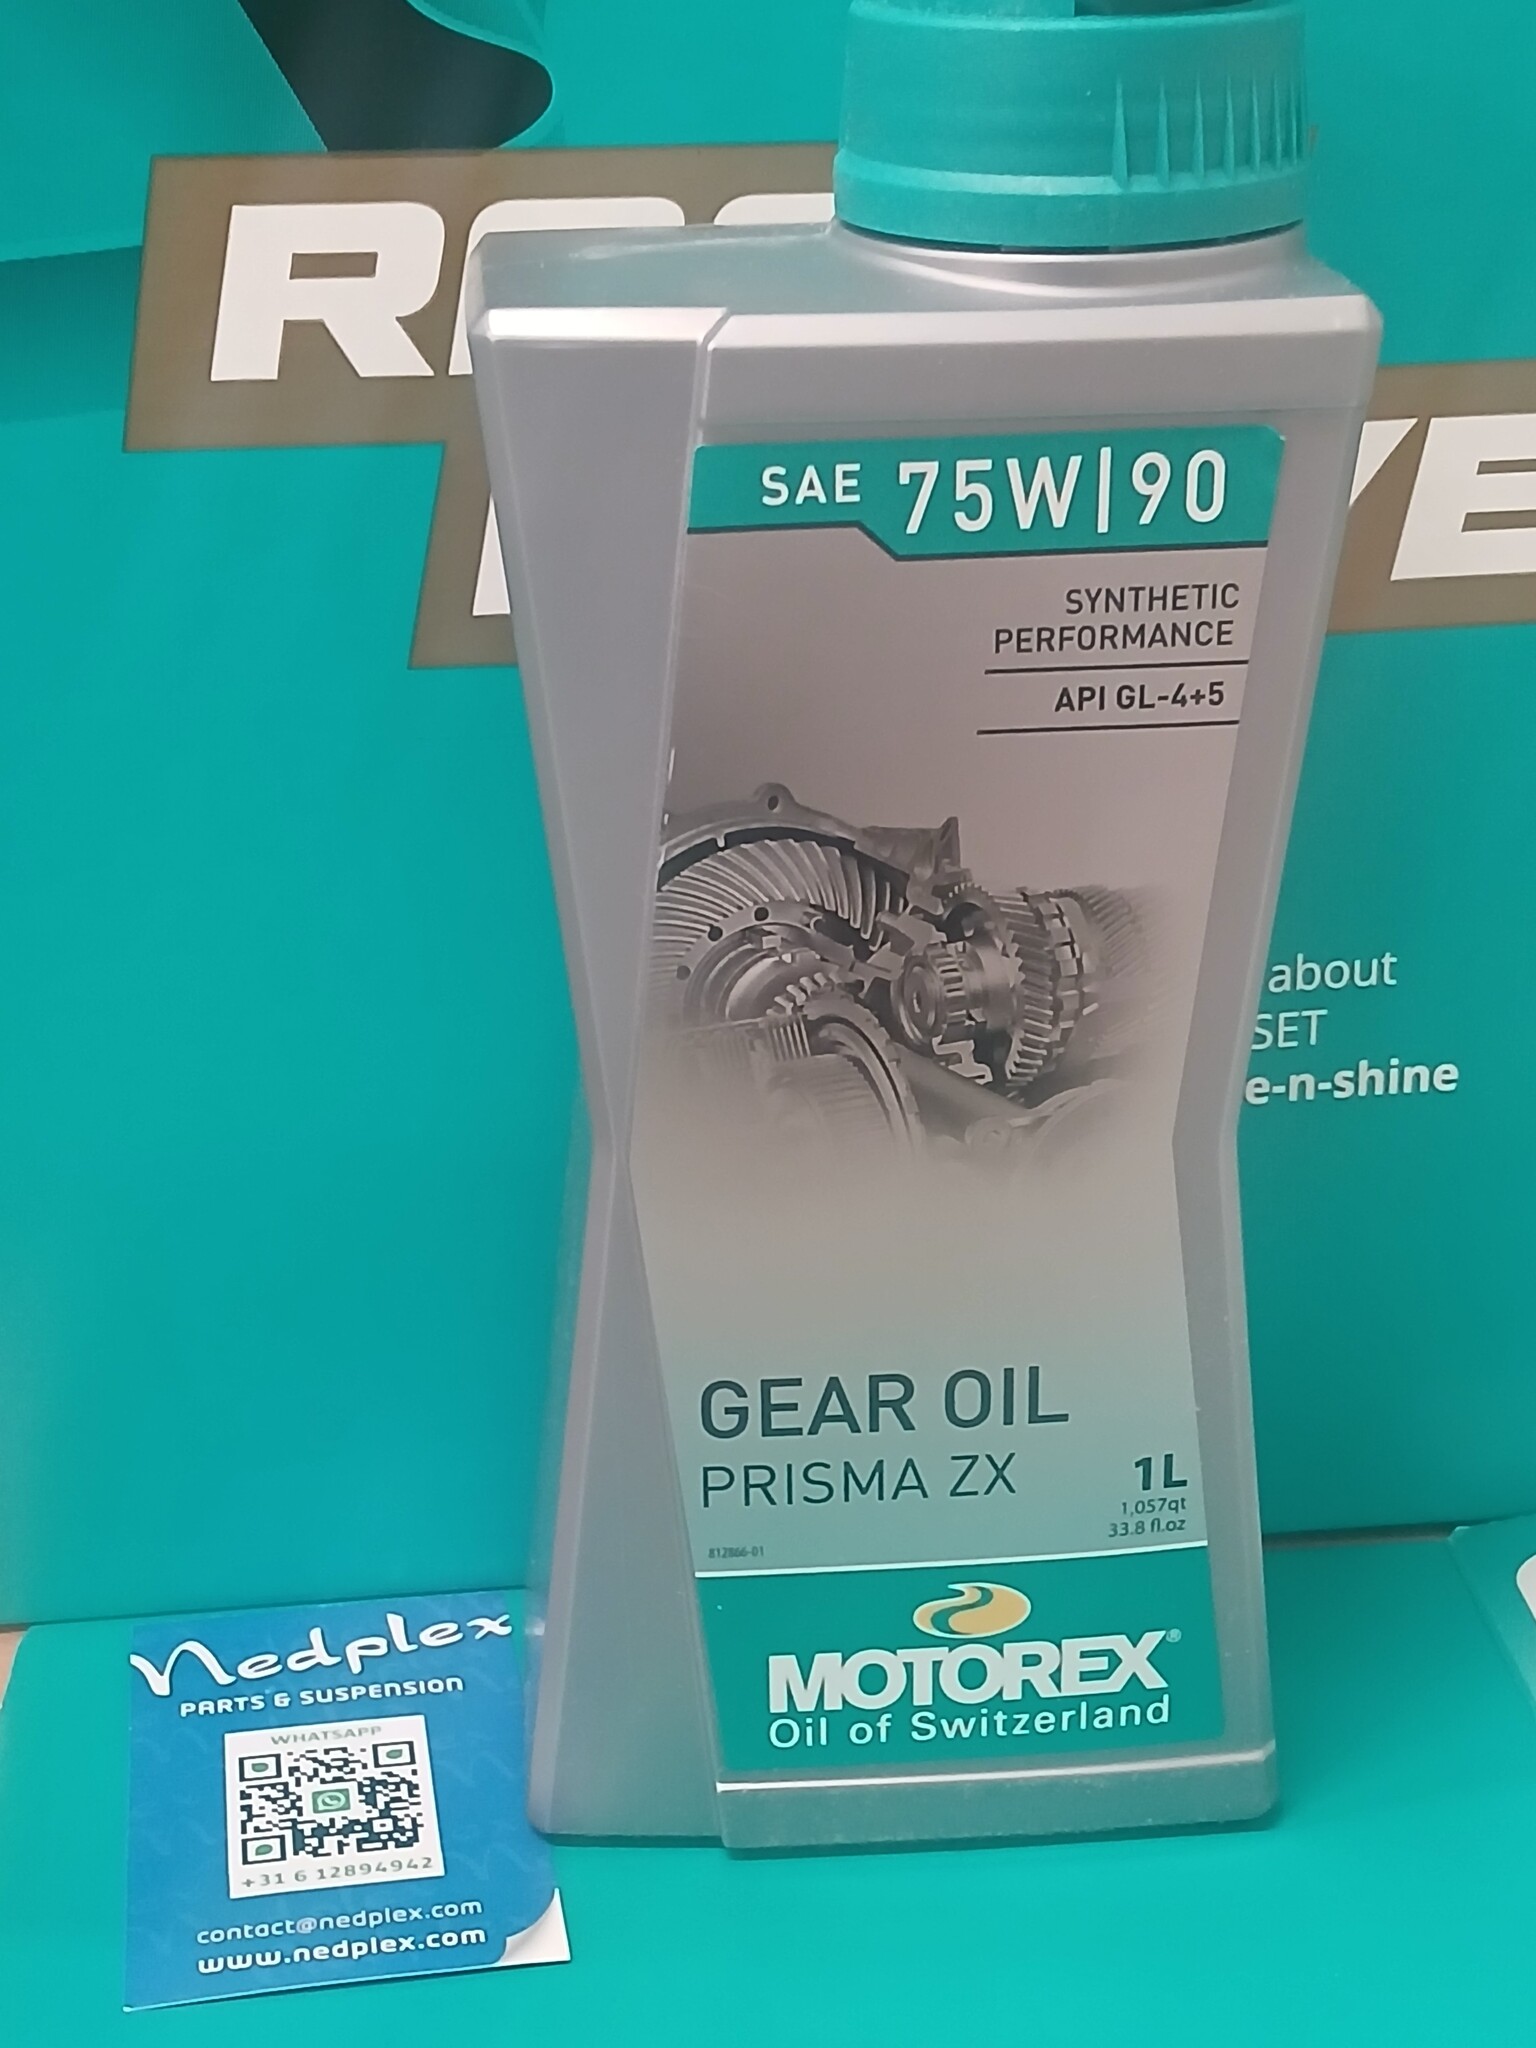 SAE 75W|90
SYNTHETIC
PERFORMANCE
API GL-4+5
about
SET
e-n-shine
GEAR OIL
PRISMA ZX
1L
1,057qt
33.8 fl.oz
812866-01
MOTOREX®
Oil of Switzerland
Nedplex
PARTS & SUSPENSION
WHATSAPP
+31 6 12894942
contact@nedplex.com
www.nedplex.com